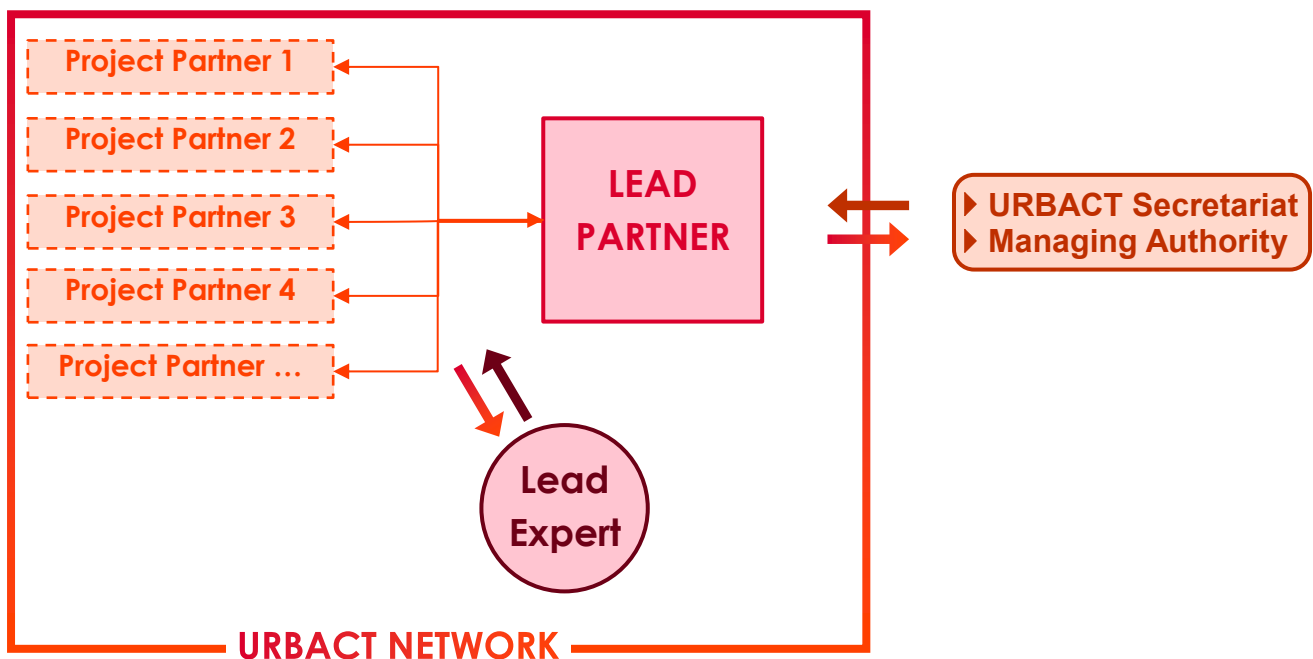 Project Partner 1
Project Partner 2
Project Partner 3
Project Partner 4
Project Partner …
LEAD
PARTNER
Lead
Expert
URBACT Secretariat
Managing Authority
URBACT NETWORK